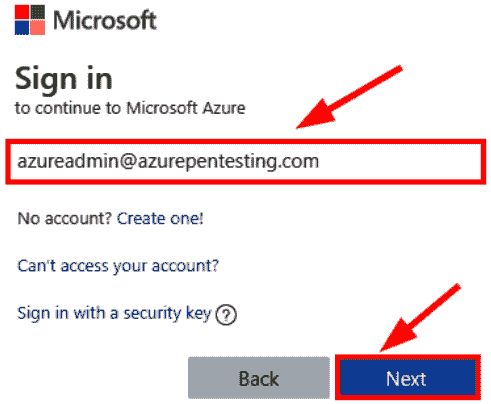 Microsoft
Sign in
to continue to Microsoft Azure
azureadmin@azurepentesting.com
No account? Create one!
Can't access your account?
Sign in with a security key ?
Back Next